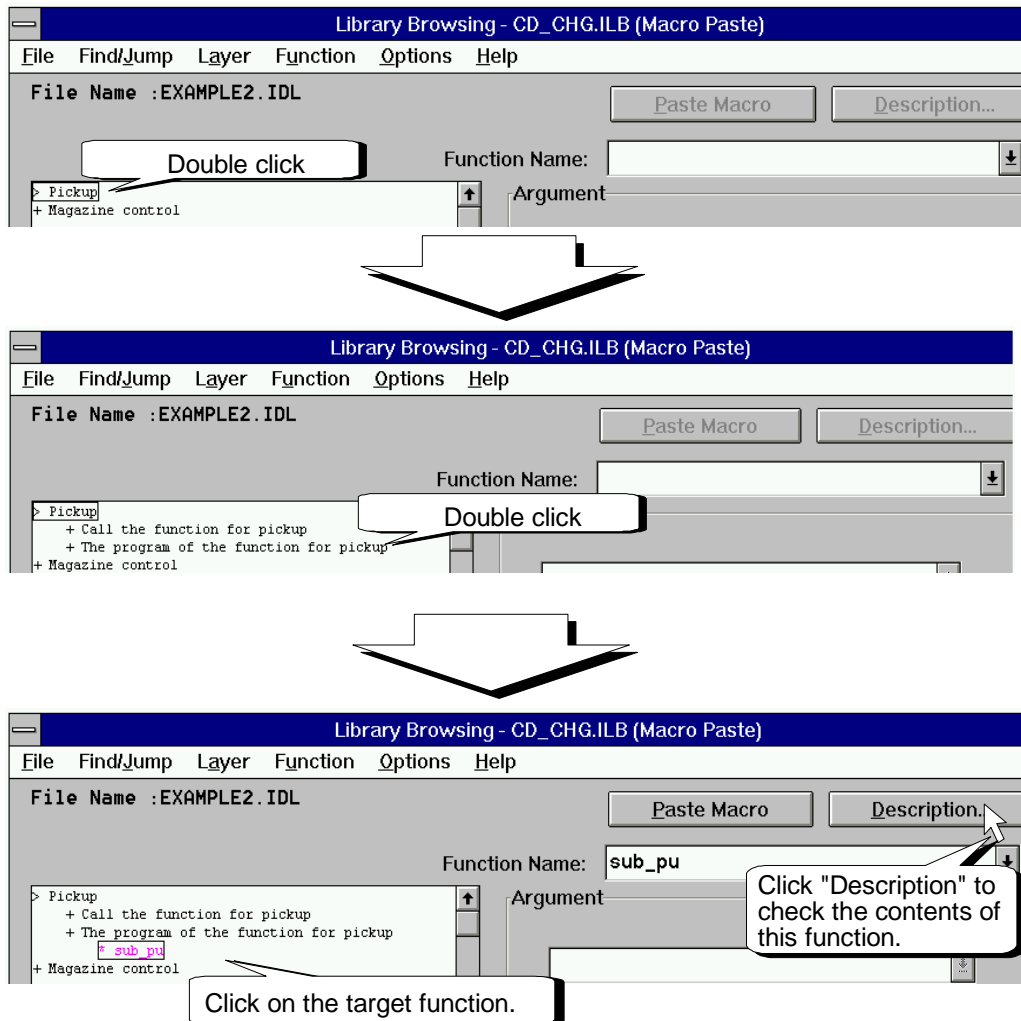 Library Browsing - CD_CHG.ILB (Macro Paste)
File Find/Jump Layer Function Options Help
File Name :EXAMPLE2.IDL
Paste Macro Description...
Double click
Function Name:
> Pickup
+ Magazine control
Argument
Library Browsing - CD_CHG.ILB (Macro Paste)
File Find/Jump Layer Function Options Help
File Name :EXAMPLE2.IDL
Paste Macro Description...
Function Name:
> Pickup
+ Call the function for pickup
+ The program of the function for pickup
+ Magazine control
Double click
Library Browsing - CD_CHG.ILB (Macro Paste)
File Find/Jump Layer Function Options Help
File Name :EXAMPLE2.IDL
Paste Macro Description.
Function Name: sub_pu
> Pickup
+ Call the function for pickup
+ The program of the function for pickup
* sub_pu
+ Magazine control
Argument
Click "Description" to
check the contents of
this function.
Click on the target function.